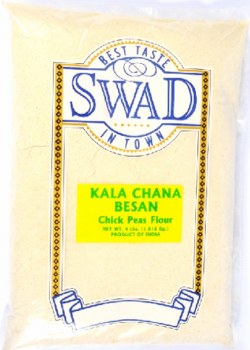 BEST TASTE
SWAD
IN TOWN
KALA CHANA
BESAN
Chick Peas Flour
NET WT. 4 Lbs. (1.818 Kg.)
PRODUCT OF INDIA